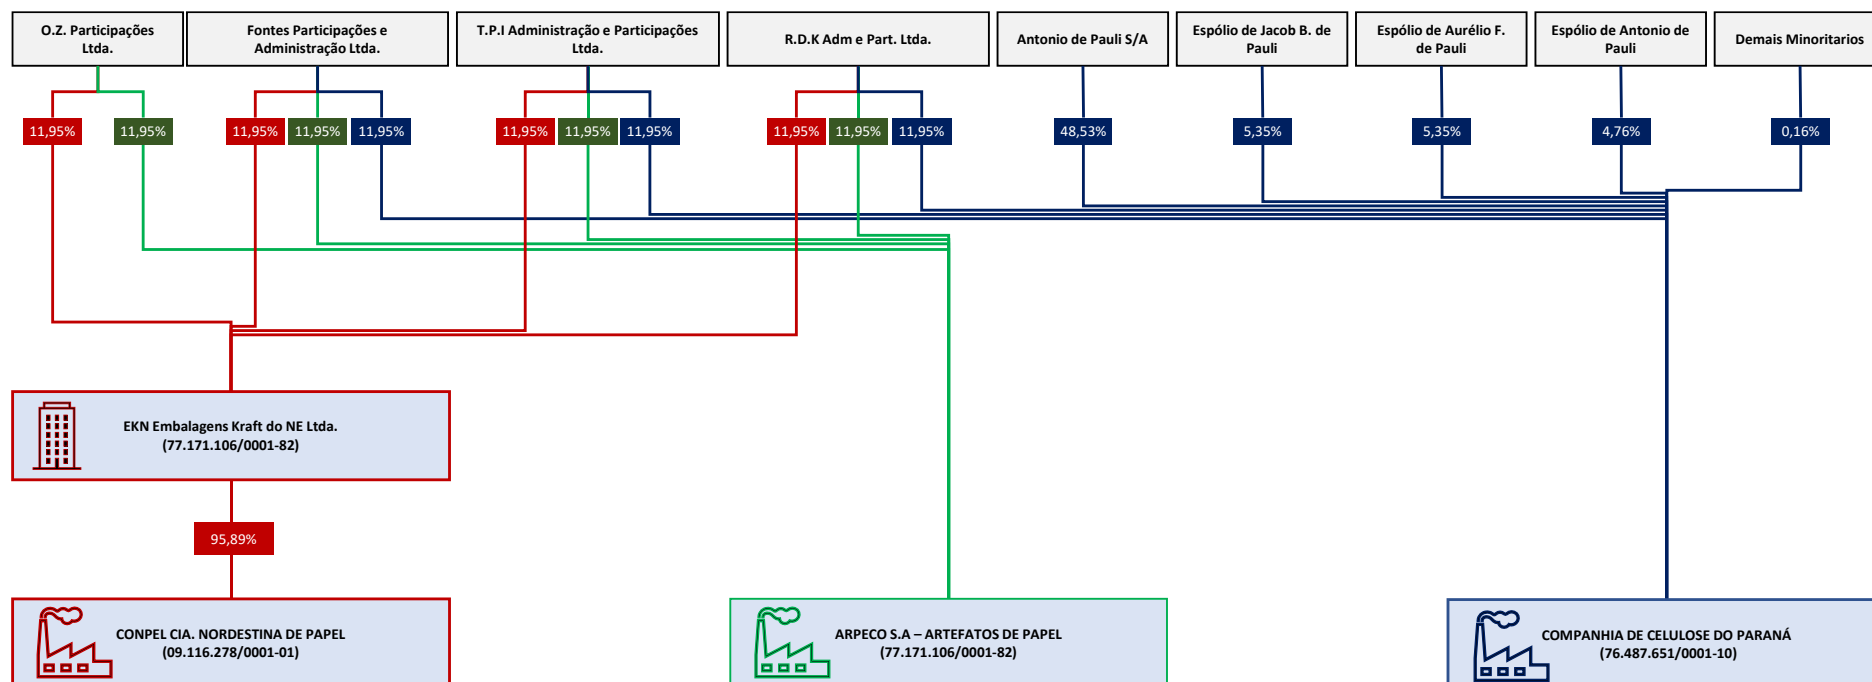 O.Z. Participações
Ltda.
Fontes Participações e
Administração Ltda.
T.P.I Administração e Participações
Ltda.
R.D.K Adm e Part. Ltda.
Antonio de Pauli S/A
Espólio de Jacob B. de
Pauli
Espólio de Aurélio F.
de Pauli
Espólio de Antonio de
Pauli
Demais Minoritarios
11,95%
11,95%
11,95%
11,95%
11,95%
11,95%
11,95%
11,95%
11,95%
11,95%
11,95%
48,53%
5,35%
5,35%
4,76%
0,16%
EKN Embalagens Kraft do NE Ltda.
(77.171.106/0001-82)
95,89%
CONPEL CIA. NORDESTINA DE PAPEL
(09.116.278/0001-01)
ARPECO S.A – ARTEFATOS DE PAPEL
(77.171.106/0001-82)
COMPANHIA DE CELULOSE DO PARANÁ
(76.487.651/0001-10)